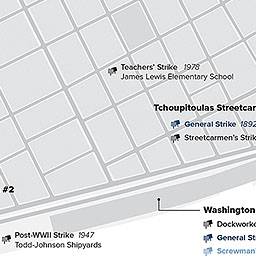 Teachers' Strike 1978
James Lewis Elementary School
Tchoupitoulas Streetcar
General Strike 1892
Streetcarmen's Strik
#2
Washington
Dockworke
General St
Screwman
Post-WWII Strike 1947
Todd-Johnson Shipyards